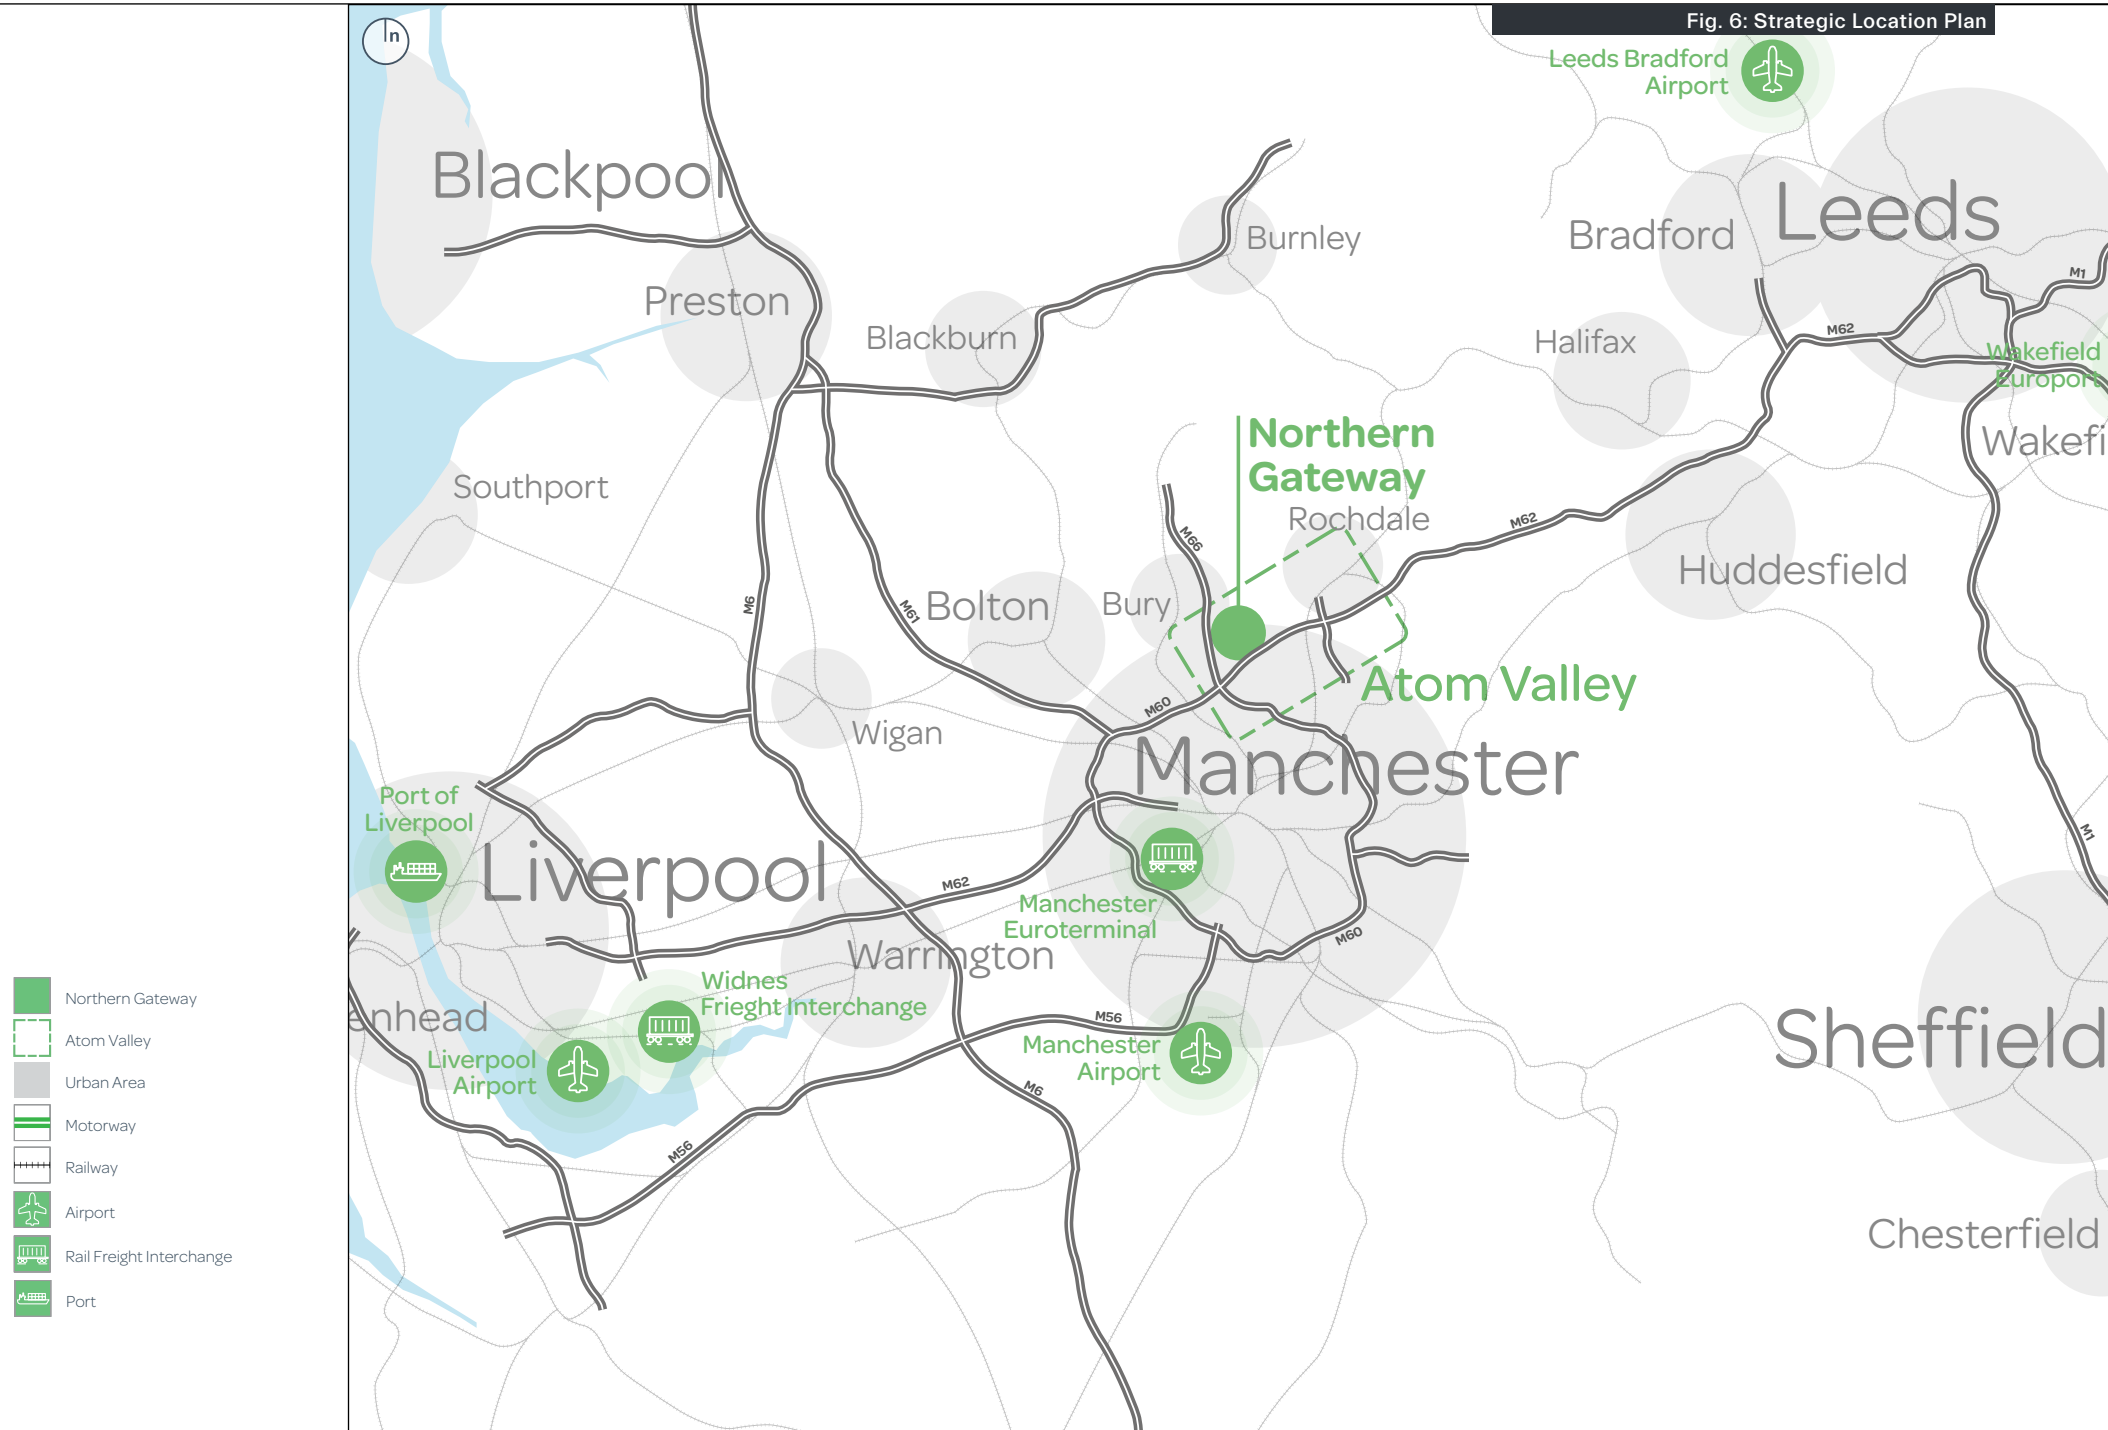 Fig. 6: Strategic Location Plan
n
Leeds Bradford
Airport
Blackpool
Leeds
Bradford
Burnley
M1
Preston
Blackburn
Halifax
M62
Wakefield
Europort
Northern
Gateway
Wakefi
Southport
Rochdale
M62
M66
Huddesfield
M6
M61
Bolton
Bury
Atom Valley
M60
Wigan
Manchester
Port of
Liverpool
M1
Liverpool
M62
Manchester
Euroterminal
M60
Warrington
Widnes
Frieght Interchange
enhead
M56
Manchester
Airport
Sheffield
Liverpool
Airport
M6
M56
Chesterfield
Northern Gateway
Atom Valley
Urban Area
Motorway
Railway
Airport
Rail Freight Interchange
Port